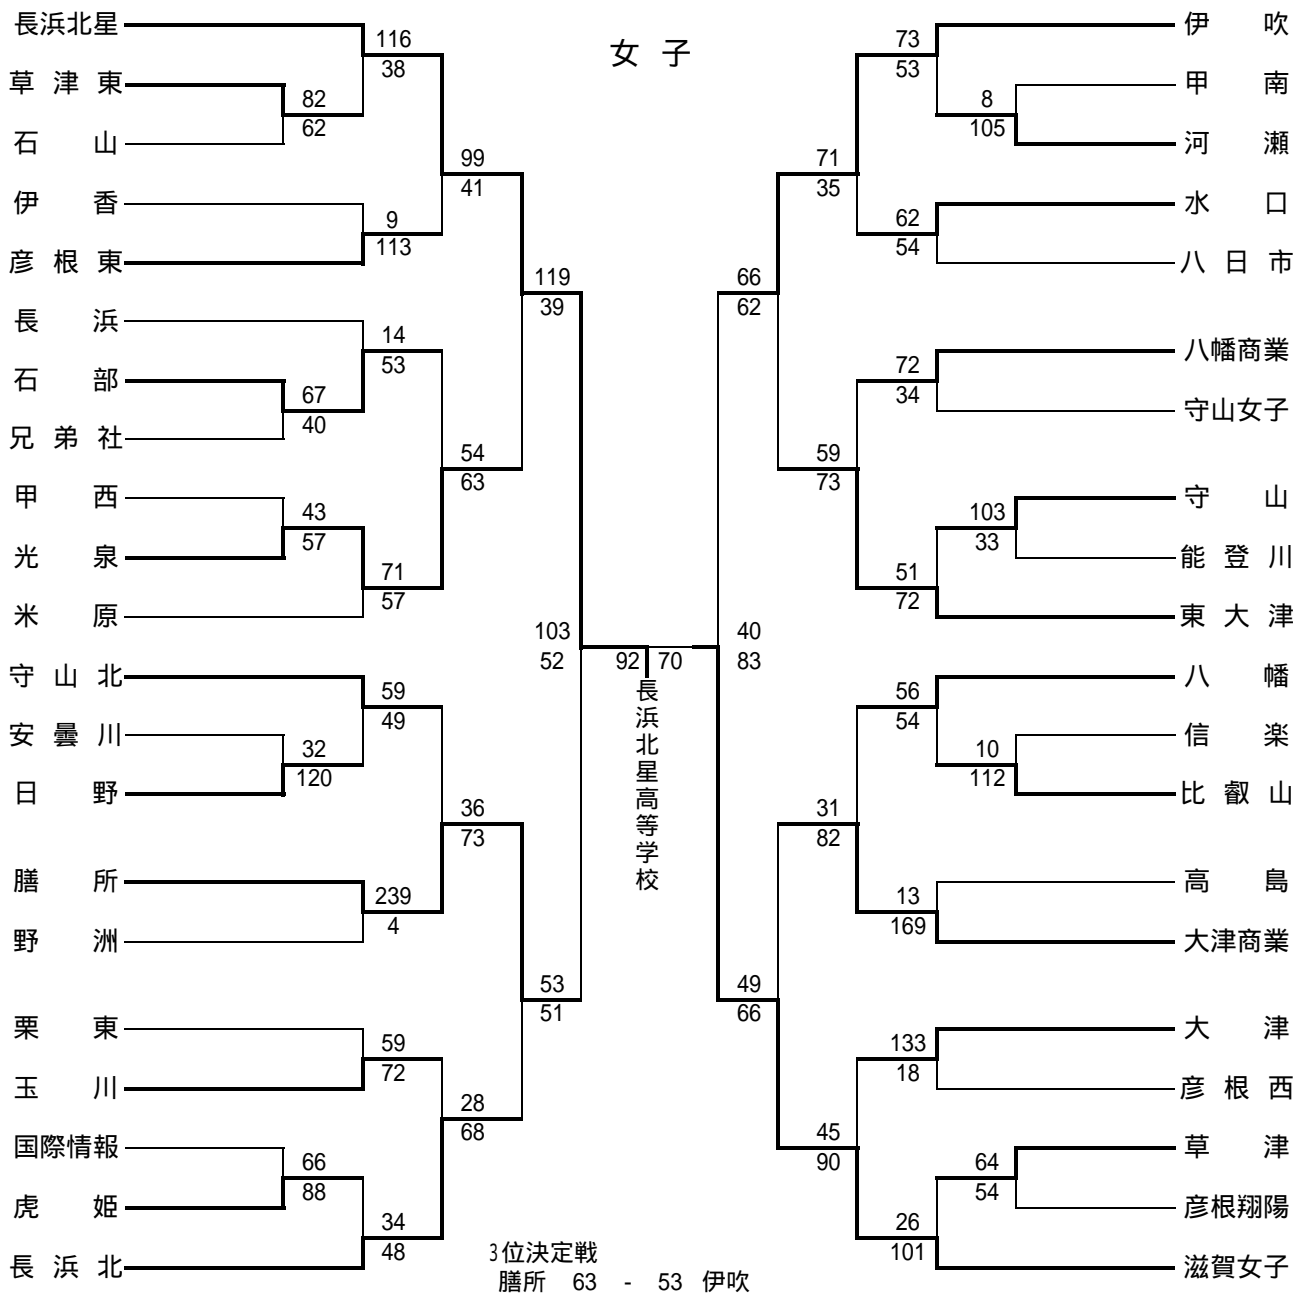 女子
長浜北星
草津東
石山
伊香
彦根東
長浜
石部
兄弟社
甲西
光泉
米原
守山北
安曇川
日野
膳所
野洲
栗東
玉川
国際情報
虎姫
長浜北
116
38
82
62
99
41
9
113
119
39
14
53
67
40
54
63
43
57
71
57
103
52
59
49
32
120
36
73
239
4
53
51
59
72
28
68
66
88
34
48
92 70
長浜北星高等学校
73
53
8
105
71
35
62
54
66
62
72
34
59
73
103
33
51
72
40
83
56
54
10
112
31
82
13
169
49
66
133
18
45
90
64
54
26
101
伊吹
甲南
河瀬
水口
八日市
八幡商業
守山女子
守山
能登川
東大津
八幡
信楽
比叡山
高島
大津商業
大津
彦根西
草津
彦根翔陽
滋賀女子
3位決定戦
膳所 63 - 53 伊吹